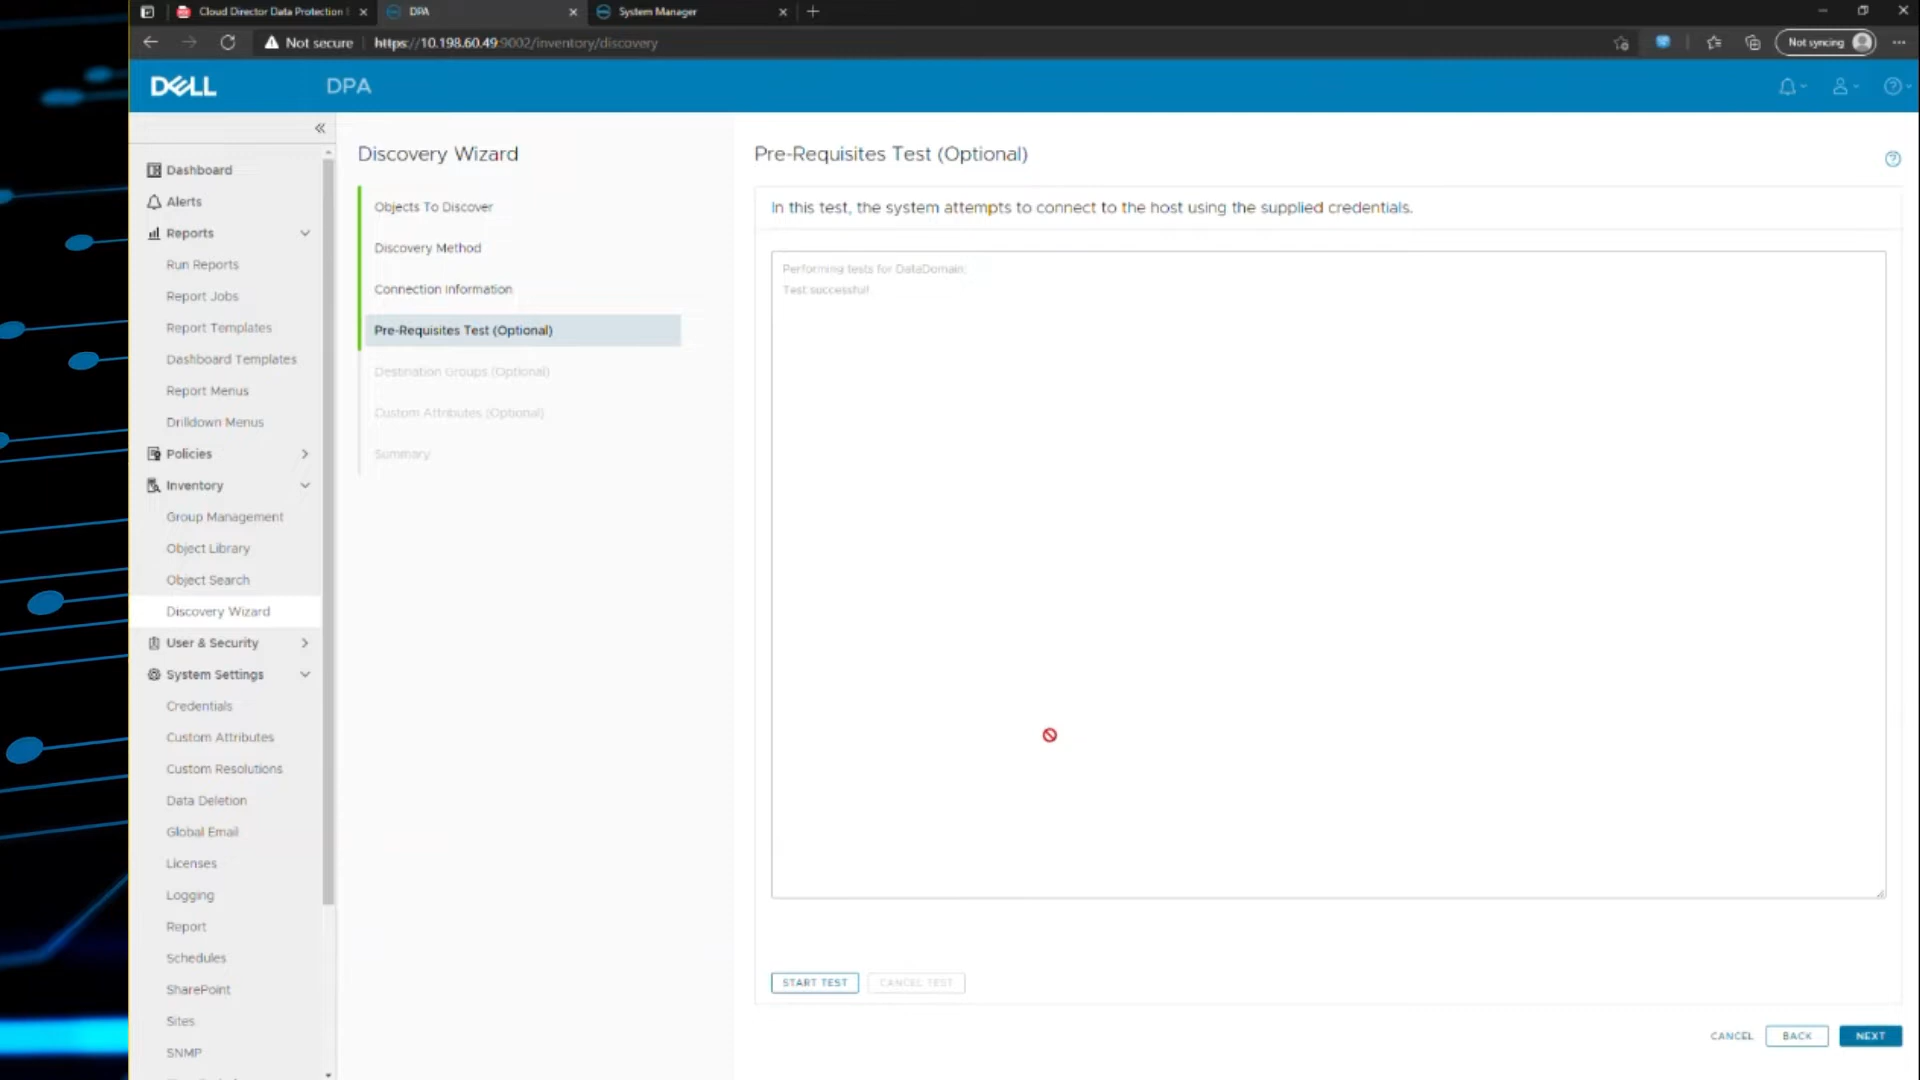 Cloud Director Data Protection
DPA
System Manager
Not secure
https://10.198.60.49:9002/inventory/discovery
Not syncing
DELL
DPA
Dashboard
Alerts
Reports
Run Reports
Report Jobs
Report Templates
Dashboard Templates
Report Menus
Drilldown Menus
Policies
Inventory
Group Management
Object Library
Object Search
Discovery Wizard
User & Security
System Settings
Credentials
Custom Attributes
Custom Resolutions
Data Deletion
Global Email
Licenses
Logging
Report
Schedules
SharePoint
Sites
SNMP
Discovery Wizard
Objects To Discover
Discovery Method
Connection Information
Pre-Requisites Test (Optional)
Destination Groups (Optional)
Custom Attributes (Optional)
Summary
Pre-Requisites Test (Optional)
In this test, the system attempts to connect to the host using the supplied credentials.
Performing tests for DataDomain:
Test successful!
START TEST
CANCEL TEST
CANCEL
BACK
NEXT